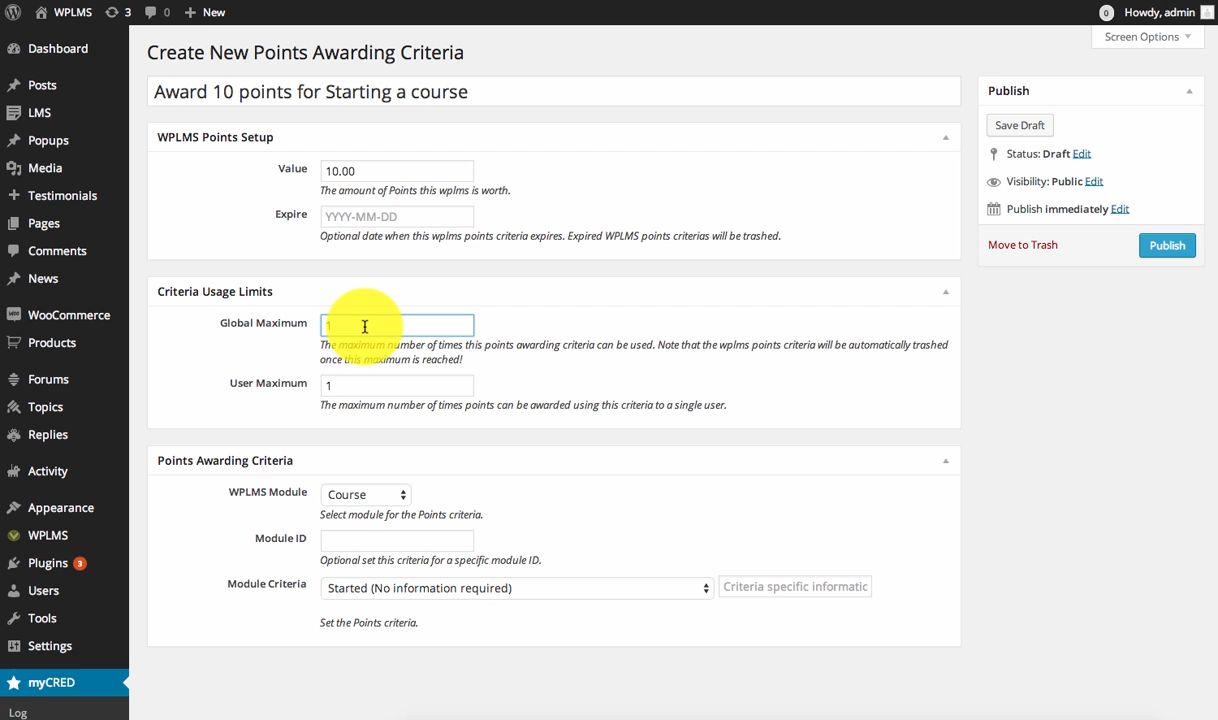 WPLMS 3 0 New 0 Howdy, admin
Screen Options
Dashboard
Posts
LMS
Popups
Media
Testimonials
Pages
Comments
News
WooCommerce
Products
Forums
Topics
Replies
Activity
Appearance
WPLMS
Plugins 3
Users
Tools
Settings
myCRED
Log
Create New Points Awarding Criteria
Award 10 points for Starting a course
WPLMS Points Setup
Value 10.00
The amount of Points this wplms is worth.
Expire YYYY-MM-DD
Optional date when this wplms points criteria expires. Expired WPLMS points criterias will be trashed.
Criteria Usage Limits
Global Maximum 1
The maximum number of times this points awarding criteria can be used. Note that the wplms points criteria will be automatically trashed
once this maximum is reached!
User Maximum 1
The maximum number of times points can be awarded using this criteria to a single user.
Points Awarding Criteria
WPLMS Module Course
Select module for the Points criteria.
Module ID
Optional set this criteria for a specific module ID.
Module Criteria Started (No information required) Criteria specific informatic
Set the Points criteria.
Publish
Save Draft
Status: Draft Edit
Visibility: Public Edit
Publish immediately Edit
Move to Trash Publish